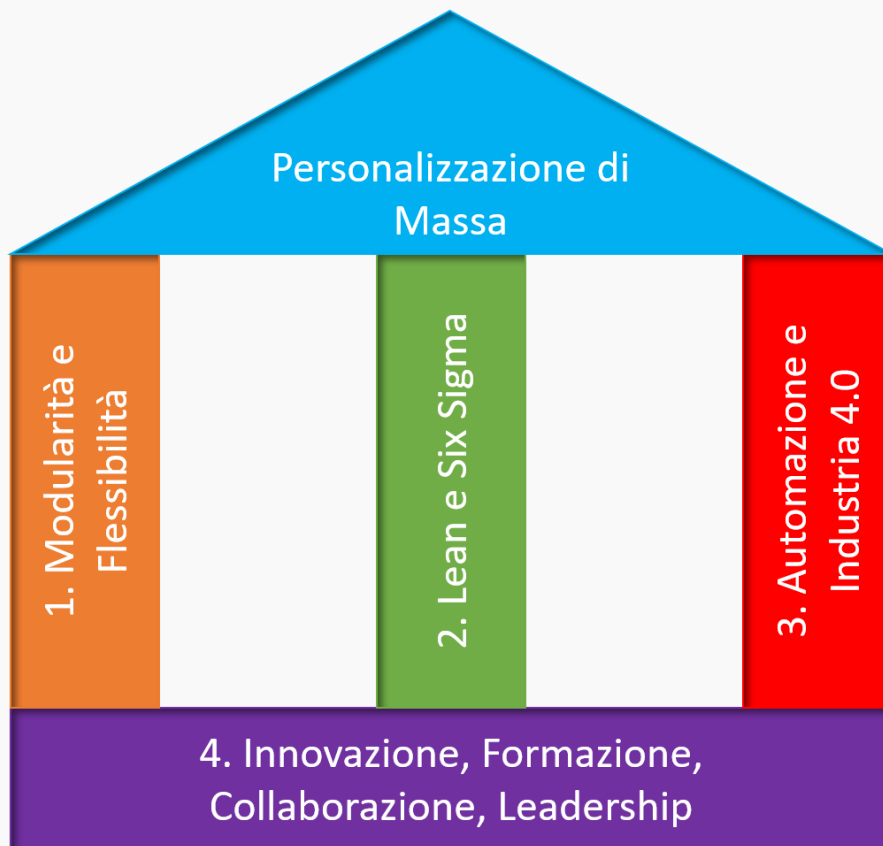 Personalizzazione di
Massa
1. Modularità e
Flessibilità
2. Lean e Six Sigma
3. Automazione e
Industria 4.0
4. Innovazione, Formazione,
Collaborazione, Leadership